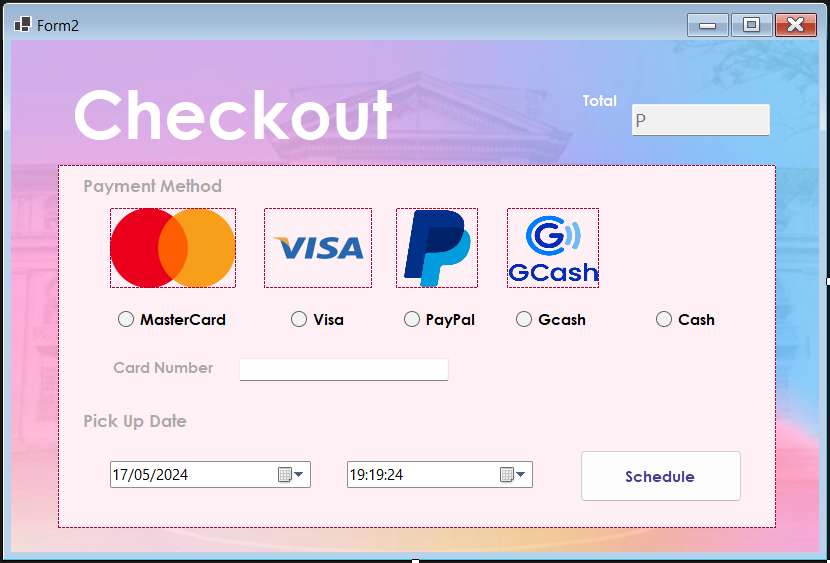 Form2
Checkout
Total
P
Payment Method
VISA
GCash
MasterCard
Visa
PayPal
Gcash
Cash
Card Number
Pick Up Date
17/05/2024
19:19:24
Schedule